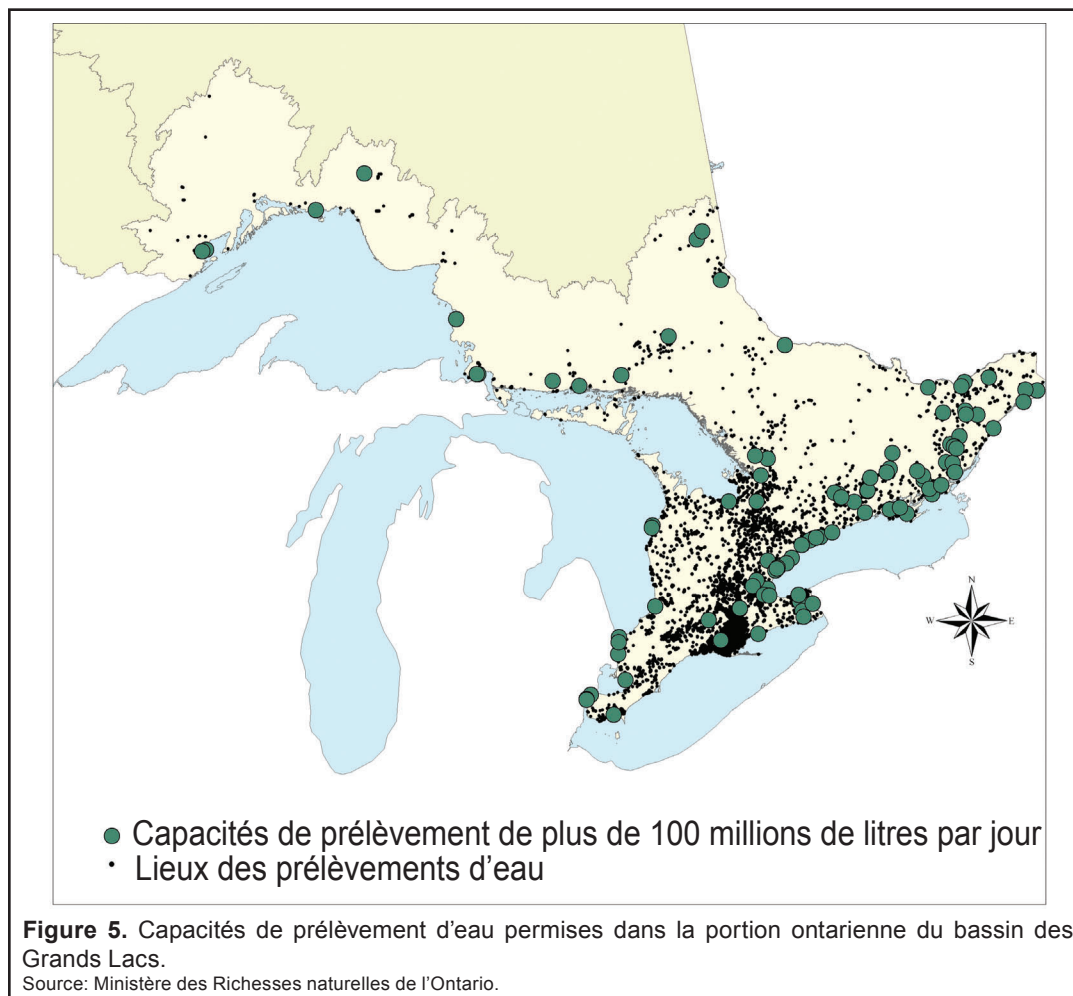 N
W E
S
Capacités de prélèvement de plus de 100 millions de litres par jour
Lieux des prélèvements d'eau
Figure 5. Capacités de prélèvement d'eau permises dans la portion ontarienne du bassin des
Grands Lacs.
Source: Ministère des Richesses naturelles de l'Ontario.